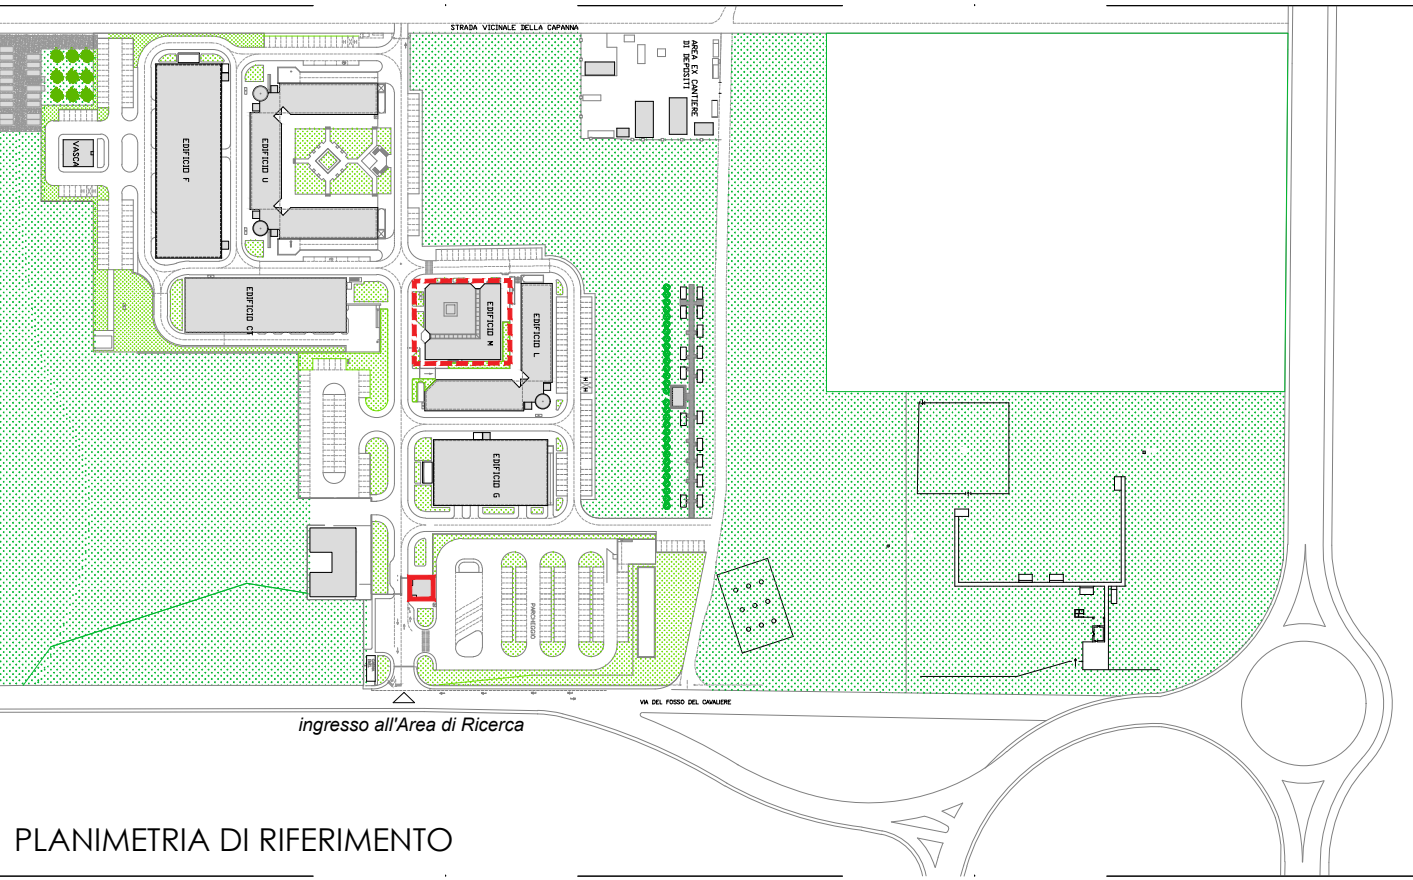 STRADA VICINALE DELLA CAPANNA
AREA EX CANTIERE
DI DEPOSITI
VASCA
EDIFICIO F
EDIFICIO U
EDIFICIO CT
EDIFICIO M
EDIFICIO L
EDIFICIO G
PARCHEGGIO
VIA DEL FOSSO DEL CAVALIERE
ingresso all'Area di Ricerca
PLANIMETRIA DI RIFERIMENTO